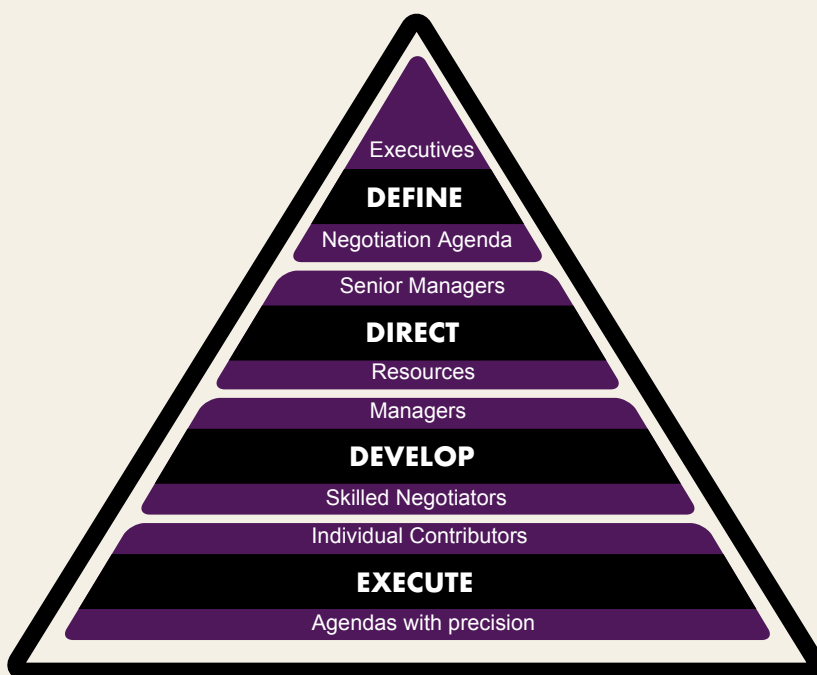 Executives
DEFINE
Negotiation Agenda
Senior Managers
DIRECT
Resources
Managers
DEVELOP
Skilled Negotiators
Individual Contributors
EXECUTE
Agendas with precision